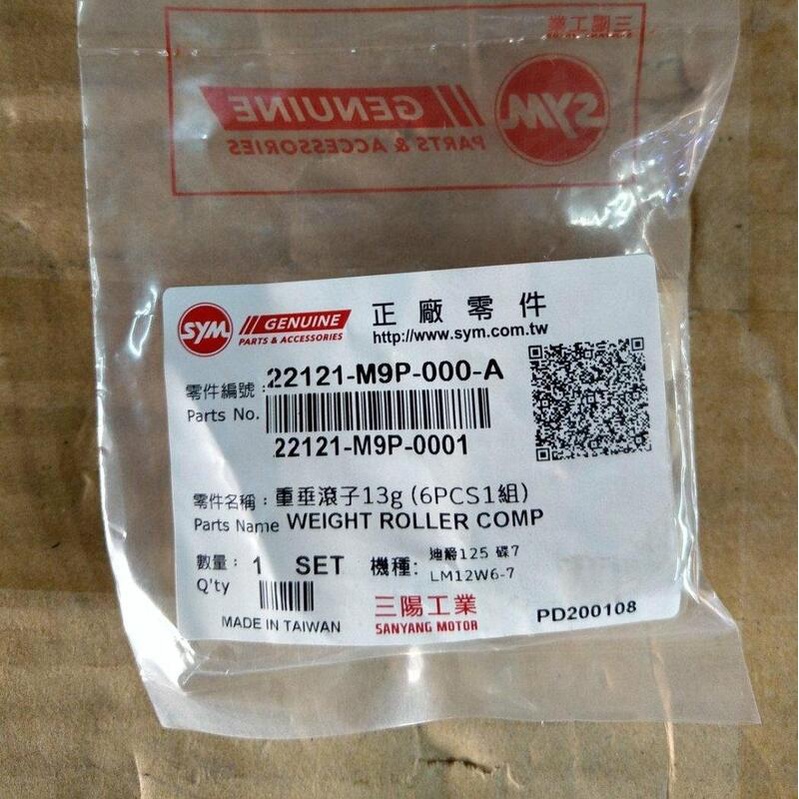 三陽工業
SYM GENUINE
PARTS & ACCESSORIES
SYM GENUINE
PARTS & ACCESSORIES
正廠零件
http://www.sym.com.tw
零件編號:22121-M9P-000-A
Parts No.
22121-M9P-0001
零件名稱:重垂滾子13g (6PCS1組)
Parts Name WEIGHT ROLLER COMP
數量:1 SET 機種:迪爵125 碟7
Q'ty LM12W6-7
MADE IN TAIWAN
三陽工業
SANYANG MOTOR
PD200108